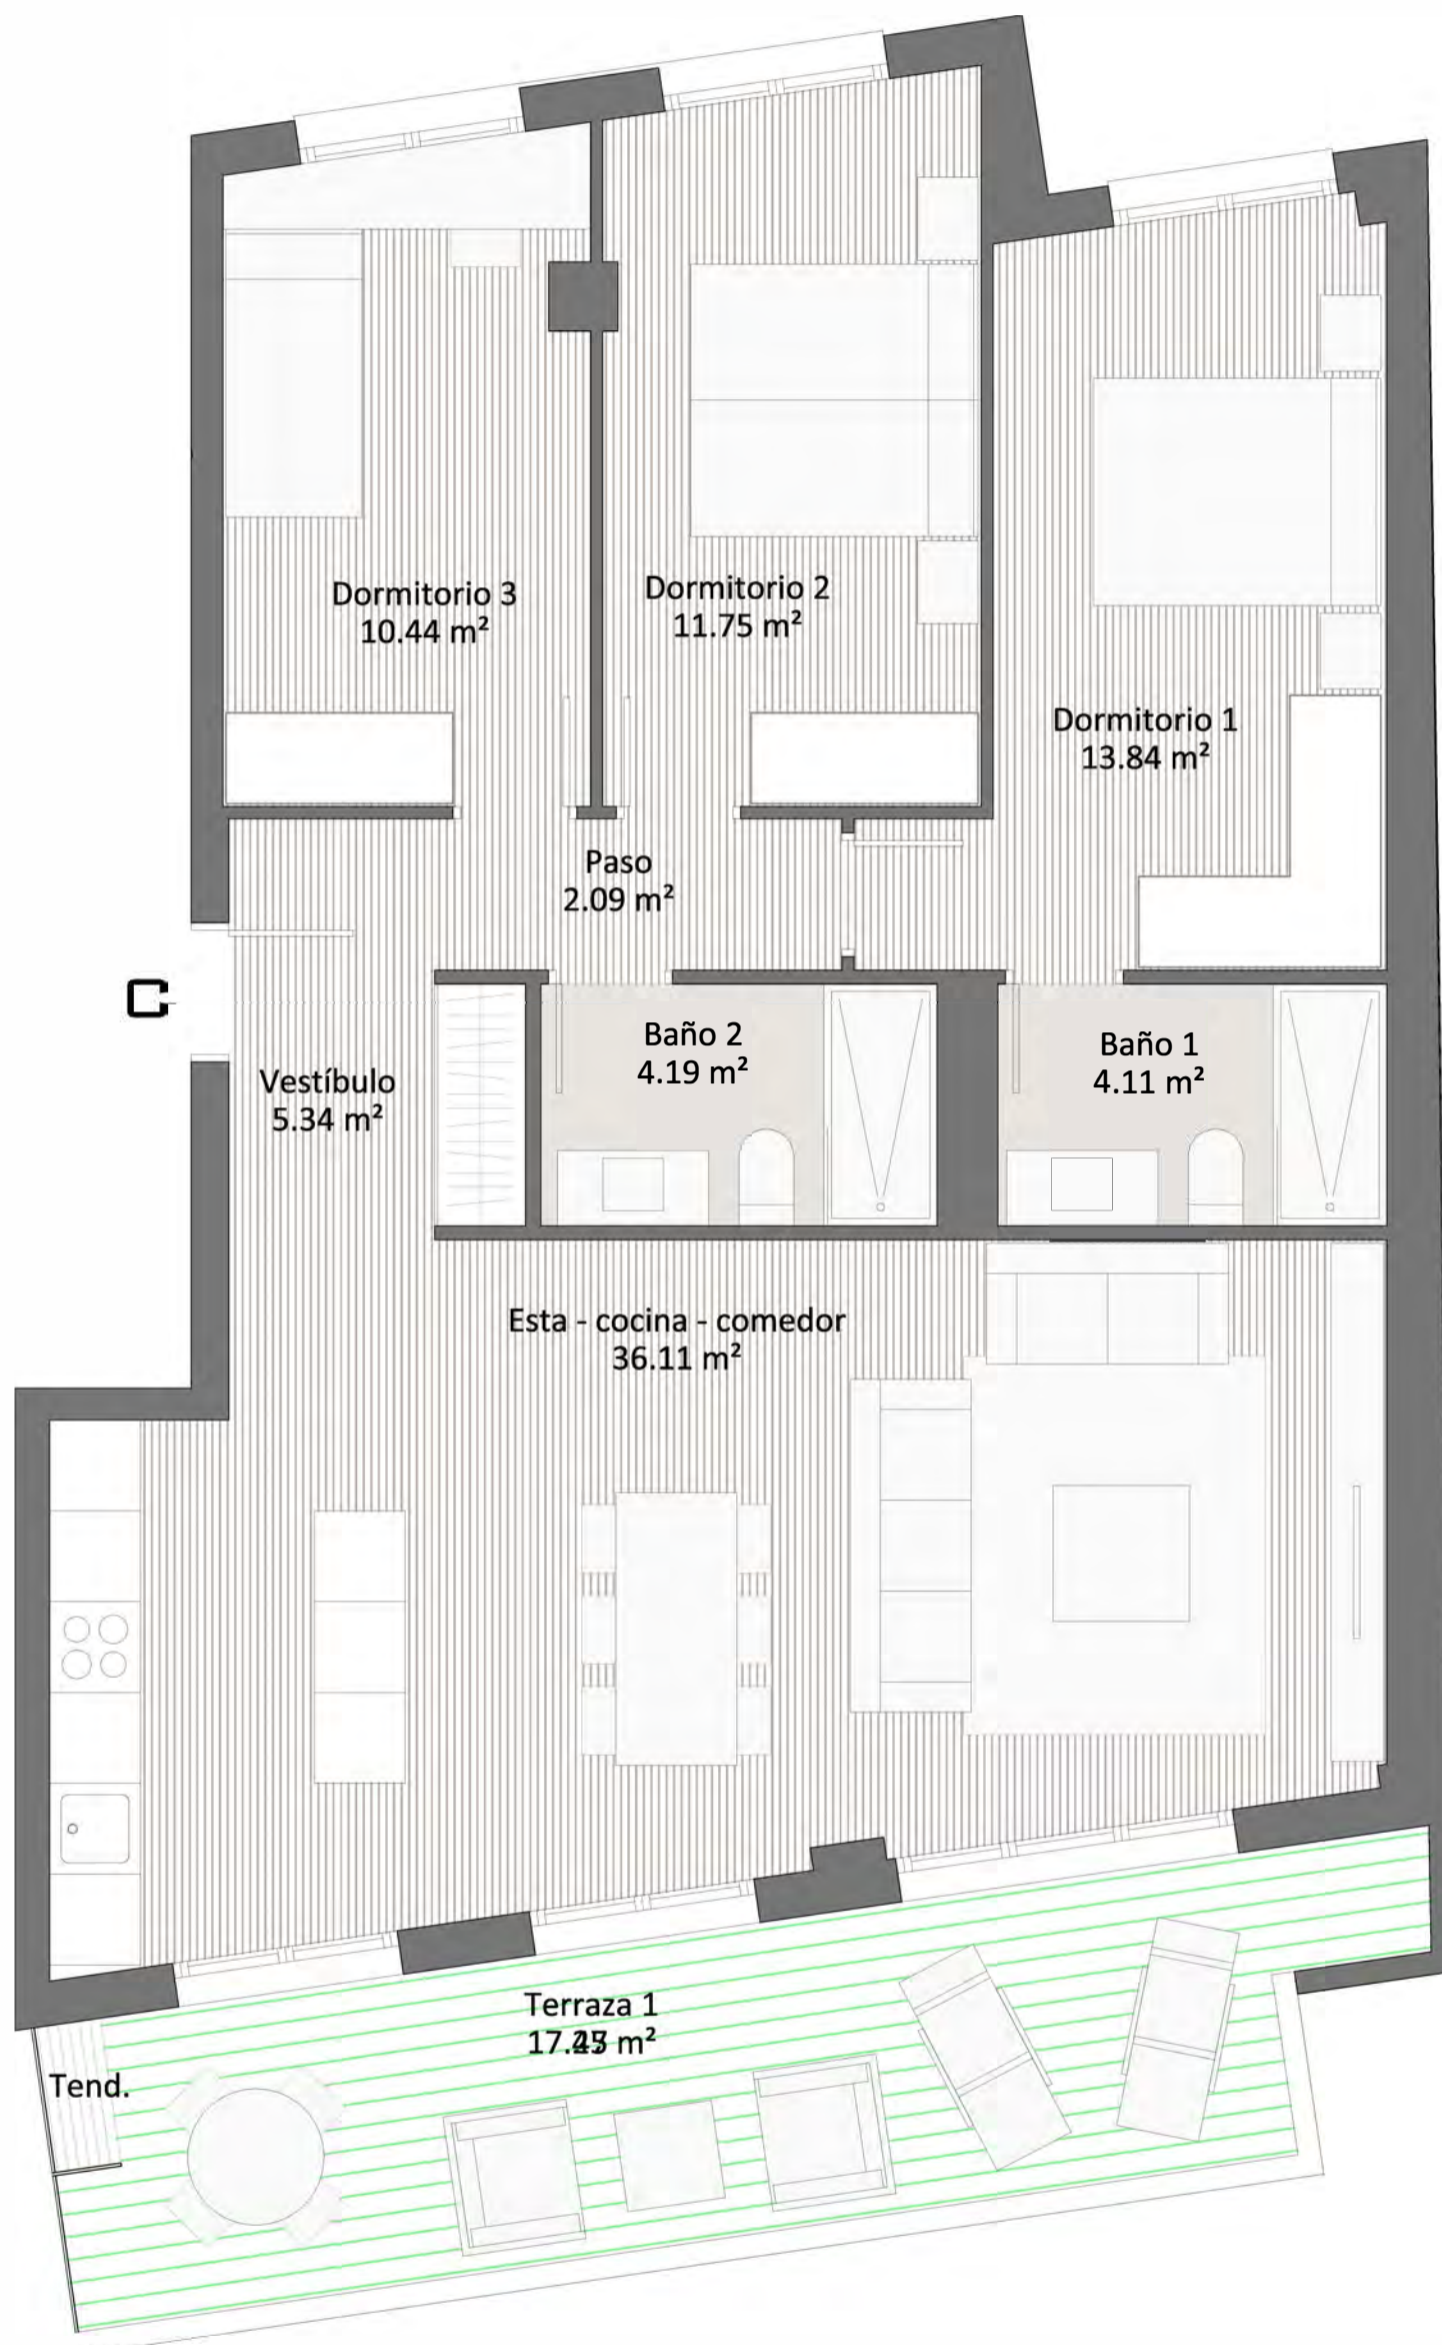 Dormitorio 3
10.44 m²
Dormitorio 2
11.75 m²
Dormitorio 1
13.84 m²
Paso
2.09 m²
C
Vestíbulo
5.34 m²
Baño 2
4.19 m²
Baño 1
4.11 m²
Esta - cocina - comedor
36.11 m²
Terraza 1
m²
Tend.